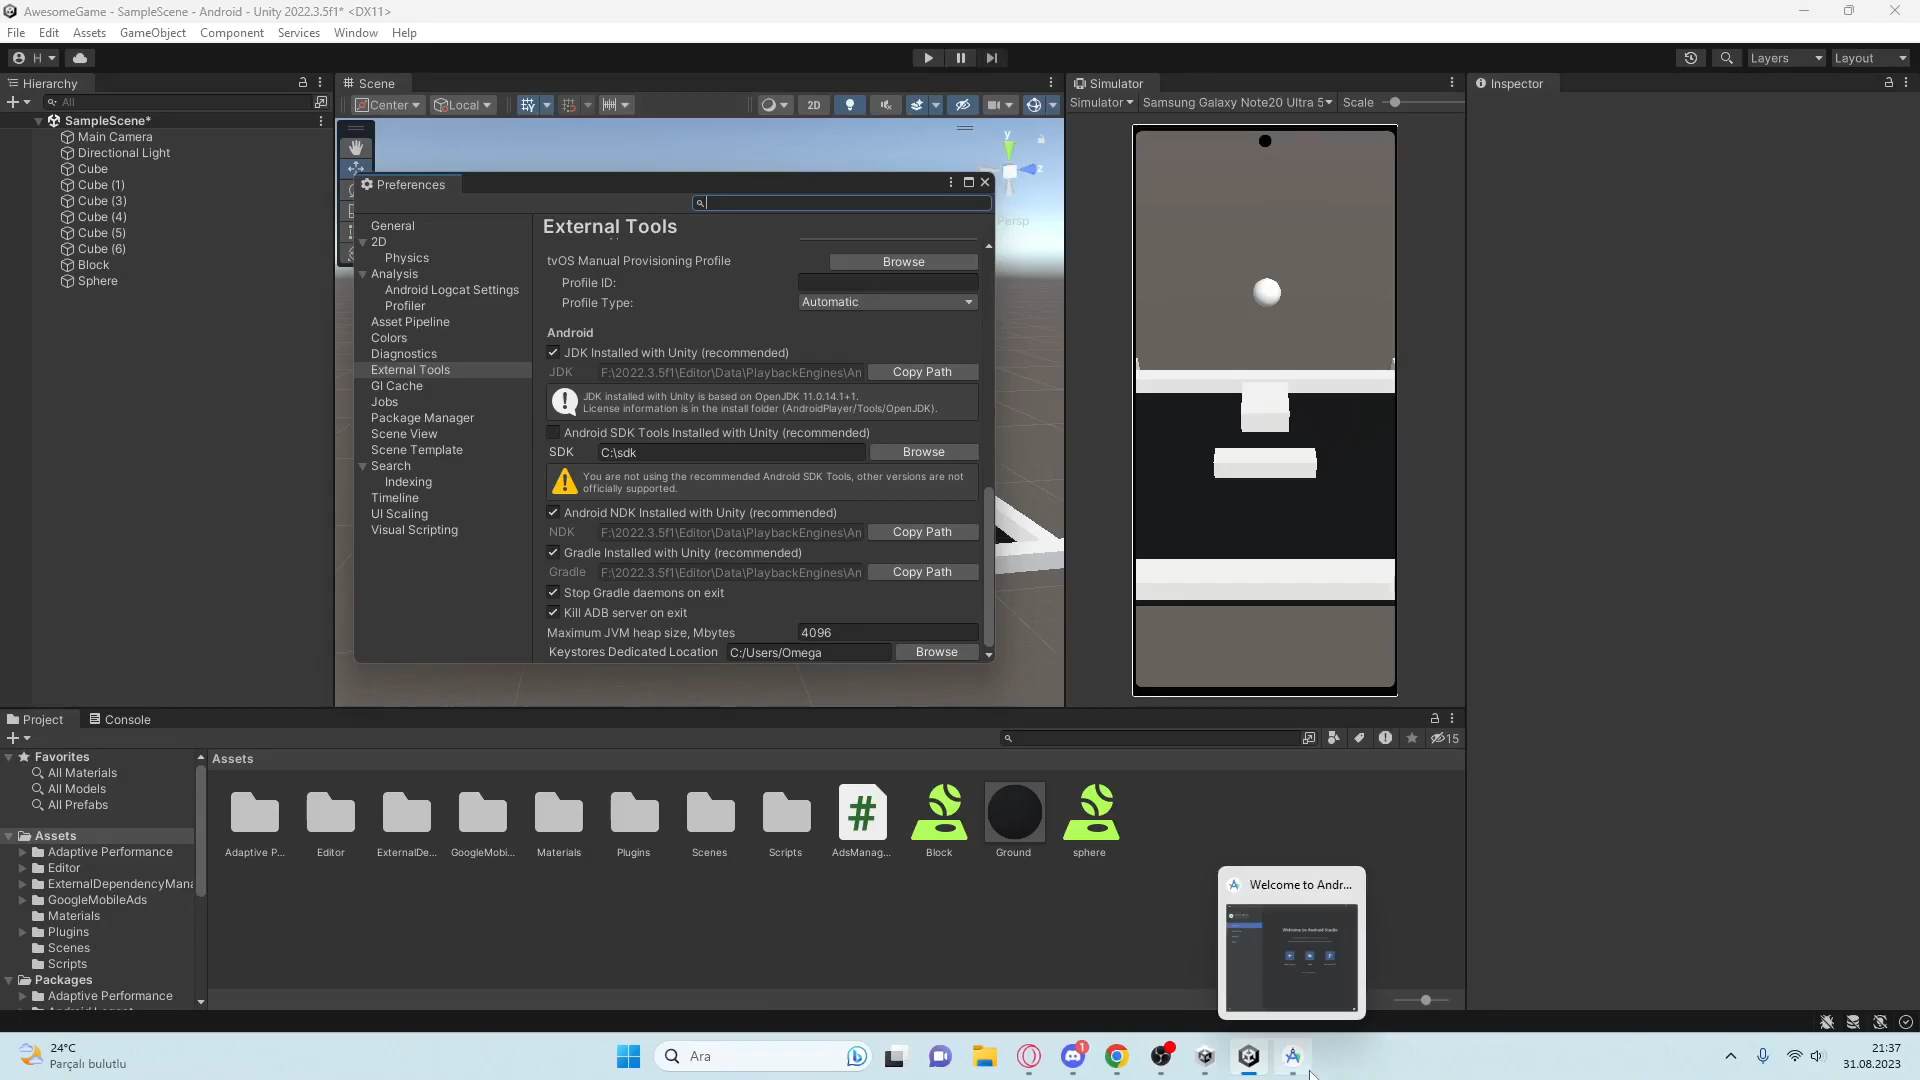 AwesomeGame - SampleScene - Android - Unity 2022.3.5f1* <DX11>
File Edit Assets GameObject Component Services Window Help
H
Layers
Layout
Hierarchy
All
SampleScene*
Main Camera
Directional Light
Cube
Cube (1)
Cube (3)
Cube (4)
Cube (5)
Cube (6)
Block
Sphere
Scene
Center
Local
2D
y
z
Persp
Simulator
Simulator
Samsung Galaxy Note20 Ultra 5
Scale
Inspector
Preferences
General
2D
Physics
Analysis
Android Logcat Settings
Profiler
Asset Pipeline
Colors
Diagnostics
External Tools
GI Cache
Jobs
Package Manager
Scene View
Scene Template
Search
Indexing
Timeline
UI Scaling
Visual Scripting
External Tools
tvOS Manual Provisioning Profile Browse
Profile ID:
Profile Type: Automatic
Android
JDK Installed with Unity (recommended)
JDK F:\2022.3.5f1\Editor\Data\PlaybackEngines\An Copy Path
JDK installed with Unity is based on OpenJDK 11.0.14.1+1.
License information is in the install folder (AndroidPlayer/Tools/OpenJDK).
Android SDK Tools Installed with Unity (recommended)
SDK C:\sdk Browse
You are not using the recommended Android SDK Tools, other versions are not
officially supported.
Android NDK Installed with Unity (recommended)
NDK F:\2022.3.5f1\Editor\Data\PlaybackEngines\An Copy Path
Gradle Installed with Unity (recommended)
Gradle F:\2022.3.5f1\Editor\Data\PlaybackEngines\An Copy Path
Stop Gradle daemons on exit
Kill ADB server on exit
Maximum JVM heap size, Mbytes 4096
Keystores Dedicated Location C:/Users/Omega Browse
Project
Console
15
Favorites
All Materials
All Models
All Prefabs
Assets
Adaptive Performance
Editor
ExternalDependencyMana
GoogleMobileAds
Materials
Plugins
Scenes
Scripts
Packages
Adaptive Performance
Assets
Adaptive P...
Editor
ExternalDe...
GoogleMobi...
Materials
Plugins
Scenes
Scripts
AdsManag...
Block
Ground
sphere
Welcome to Andr...
Welcome to Android Studio
24°C
Parçalı bulutlu
Ara
1
21:37
31.08.2023